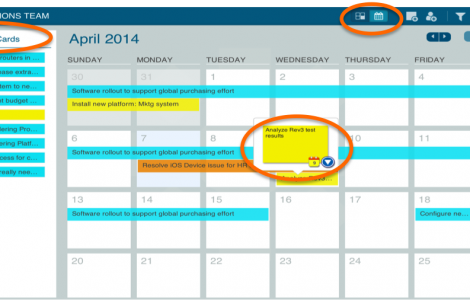 IONS TEAM
Cards
April 2014
routers in ...
ase extra...
tem to ne...
t budget ...
ering Pro...
ering Platf...
ccess for c...
really nee...
SUNDAY MONDAY TUESDAY WEDNESDAY THURSDAY FRIDAY
30 31 1 2 3 4
Software rollout to support global purchasing effort
Install new platform: Mktg system
6 7 8 10 11
Software rollout to support global purchasing effort
Resolve iOS Device issue for HR
Analyze Rev3 test
results
9
13 14 15 16 17 18
Software rollout to support global purchasing effort
Configure ne...
20 21 22 23 24 25